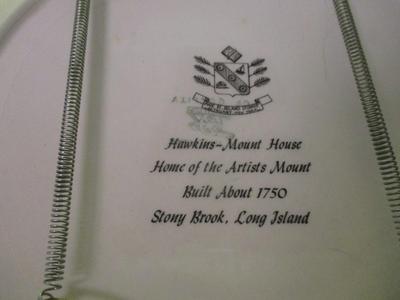 Hawkins-Mount House
Home of the Artists Mount
Built About 1750
Stony Brook, Long Island